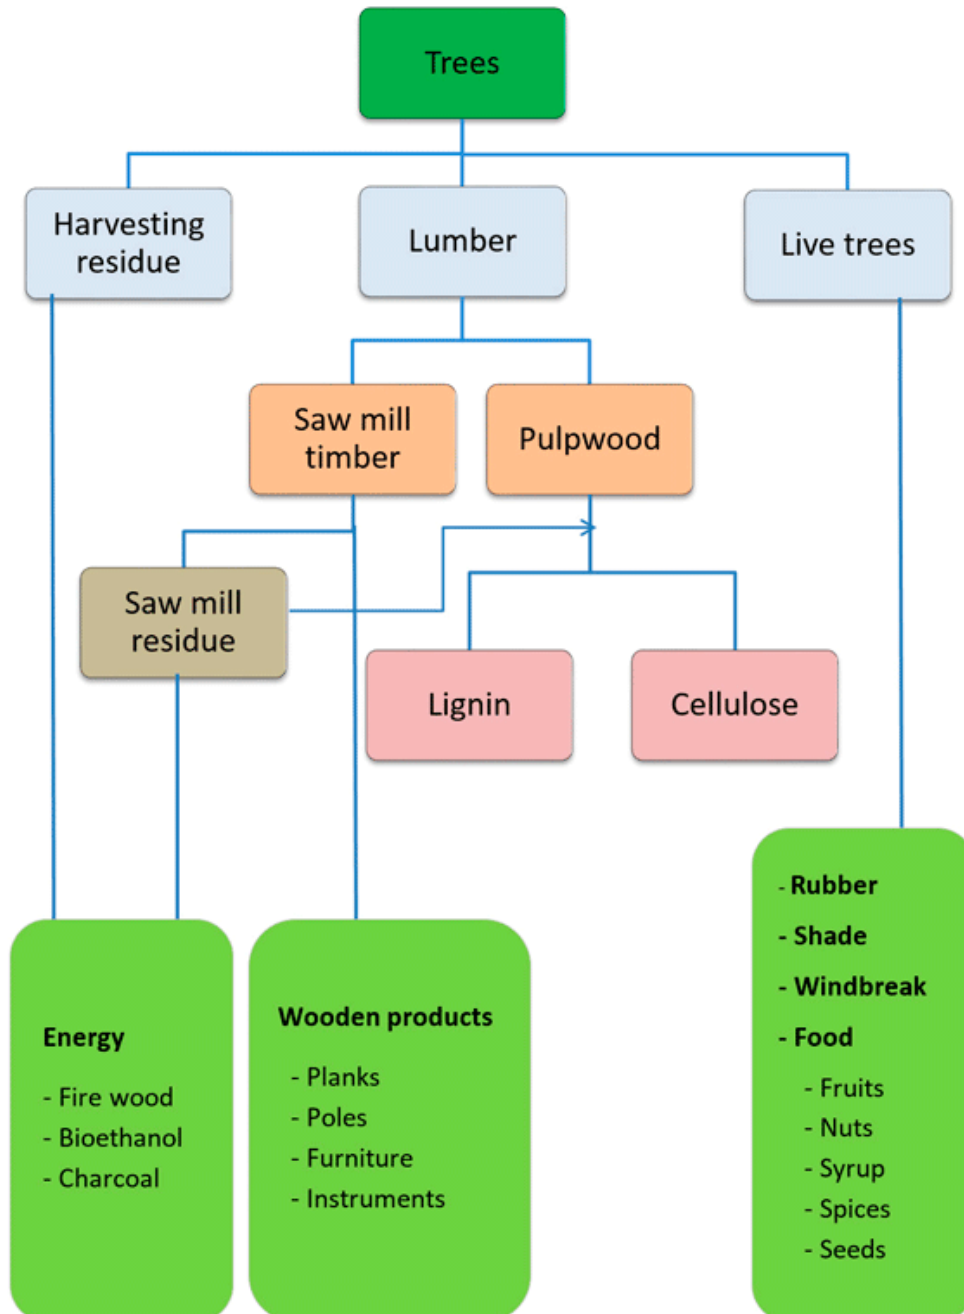 Trees
Harvesting
residue
Lumber
Live trees
Saw mill
timber
Pulpwood
Saw mill
residue
Lignin
Cellulose
Energy
- Fire wood
- Bioethanol
- Charcoal
Wooden products
- Planks
- Poles
- Furniture
- Instruments
- Rubber
- Shade
- Windbreak
- Food
- Fruits
- Nuts
- Syrup
- Spices
- Seeds